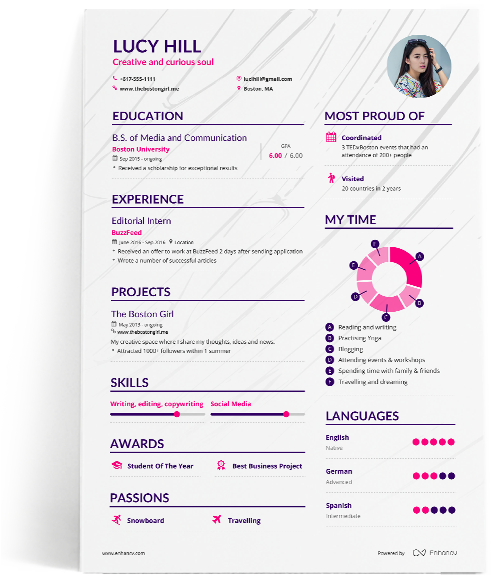 LUCY HILL
Creative and curious soul
+617-555-1111
lucihill@gmail.com
www.thebostongirl.me
Boston, MA
EDUCATION
B.S. of Media and Communication
Boston University
Sep 2015 - ongoing
GPA
6.00 / 6.00
* Received a scholarship for exceptional results
EXPERIENCE
Editorial Intern
BuzzFeed
June 2016 - Sep 2016 Location
* Received an offer to work at BuzzFeed 2 days after sending application
* Wrote a number of successful articles
PROJECTS
The Boston Girl
May 2013 - ongoing
www.thebostongirl.me
My creative space where I share my thoughts, ideas and news.
* Attracted 1000+ followers within 1 summer
SKILLS
Writing, editing, copywriting
Social Media
AWARDS
Student Of The Year
Best Business Project
PASSIONS
Snowboard
Travelling
MOST PROUD OF
Coordinated
3 TEDxBoston events that had an
attendance of 200+ people
Visited
20 countries in 2 years
MY TIME
A
B
C
D
E
F
A Reading and writing
B Practising Yoga
C Blogging
D Attending events & workshops
E Spending time with family & friends
F Travelling and dreaming
LANGUAGES
English
Native
German
Advanced
Spanish
Intermediate
www.enhancv.com
Powered by Enhancv